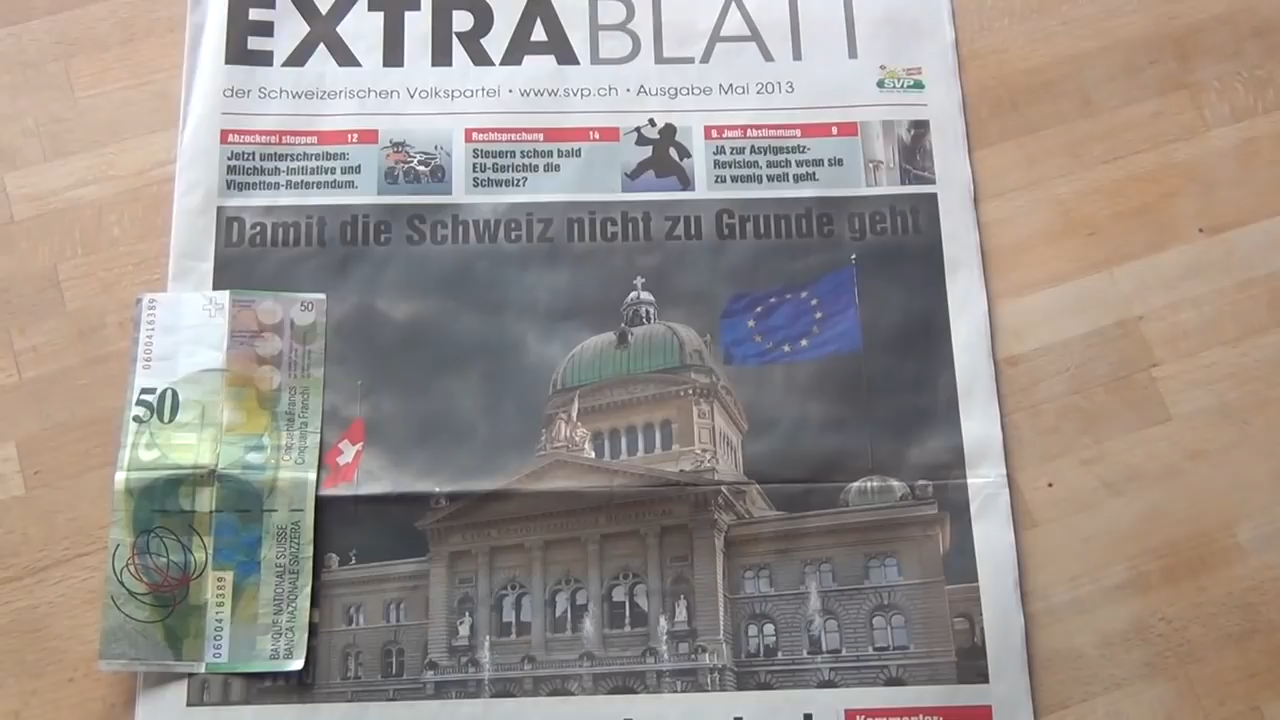 EXTRABLATT
der Schweizerischen Volkspartei • www.svp.ch • Ausgabe Mai 2013
SVP
Abzockerei stoppen 12
Jetzt unterschreiben:
Milchkuh-Initiative und
Vignetten-Referendum.
Rechtsprechung 14
Steuern schon bald
EU-Gerichte die
Schweiz?
9. Juni: Abstimmung 9
JA zur Asylgesetz-
Revision, auch wenn sie
zu wenig weit geht.
Damit die Schweiz nicht zu Grunde geht
0600416389
50
50
Cinquante Francs
Cinquanta Franchi
BANQUE NATIONALE SUISSE
BANCA NAZIONALE SVIZZERA
0600416389
Kommentar: